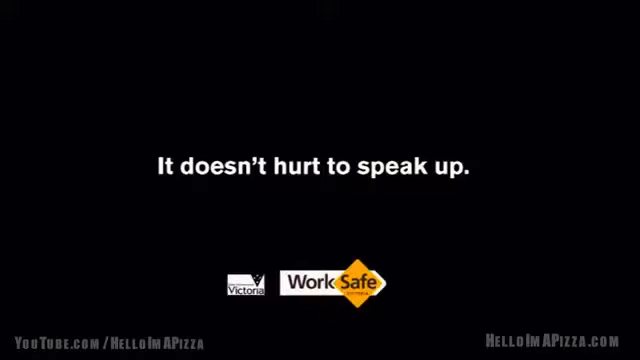 It doesn't hurt to speak up.
Victoria
WorkSafe
YouTube.com/HelloImAPizza
HelloImAPizza.com